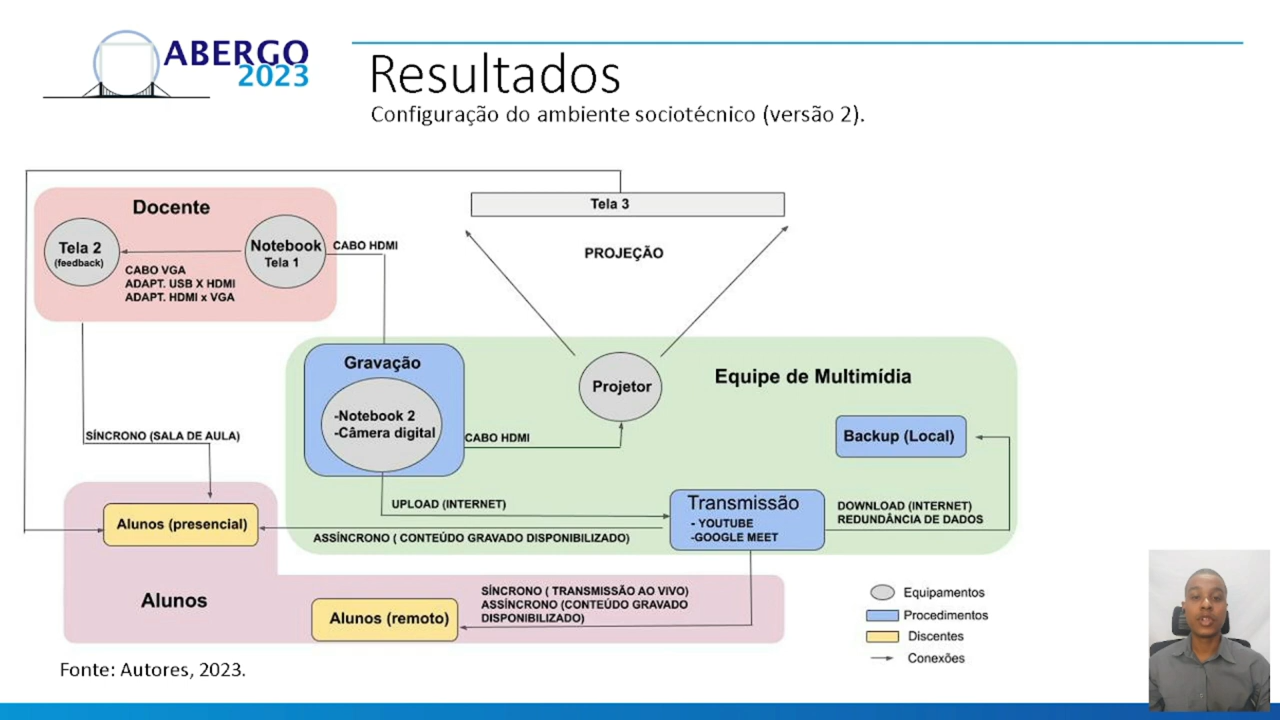 ABERGO
2023
Resultados
Configuração do ambiente sociotécnico (versão 2).
Tela 3
Docente
Tela 2
(feedback)
Notebook
Tela 1
CABO HDMI
CABO VGA
ADAPT. USB X HDMI
ADAPT. HDMI x VGA
PROJEÇÃO
Gravação
-Notebook 2
-Câmera digital
Projetor
Equipe de Multimídia
Backup (Local)
SÍNCRONO (SALA DE AULA)
CABO HDMI
UPLOAD (INTERNET)
Transmissão
- YOUTUBE
-GOOGLE MEET
DOWNLOAD (INTERNET)
REDUNDÂNCIA DE DADOS
Alunos (presencial)
ASSÍNCRONO ( CONTEÚDO GRAVADO DISPONIBILIZADO)
Alunos
Alunos (remoto)
SÍNCRONO ( TRANSMISSÃO AO VIVO)
ASSÍNCRONO (CONTEÚDO GRAVADO
DISPONIBILIZADO)
Equipamentos
Procedimentos
Discentes
Conexões
Fonte: Autores, 2023.